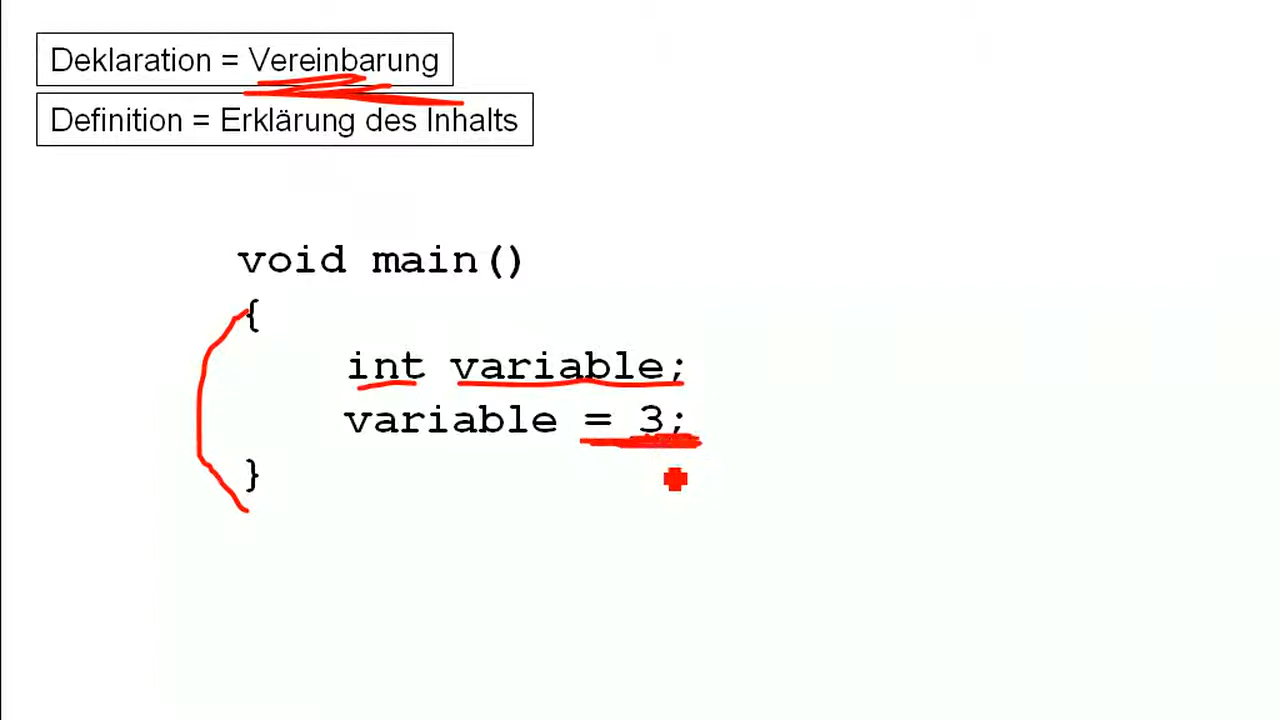 Deklaration = Vereinbarung
Definition = Erklärung des Inhalts
void main()
{
int variable;
variable = 3;
}